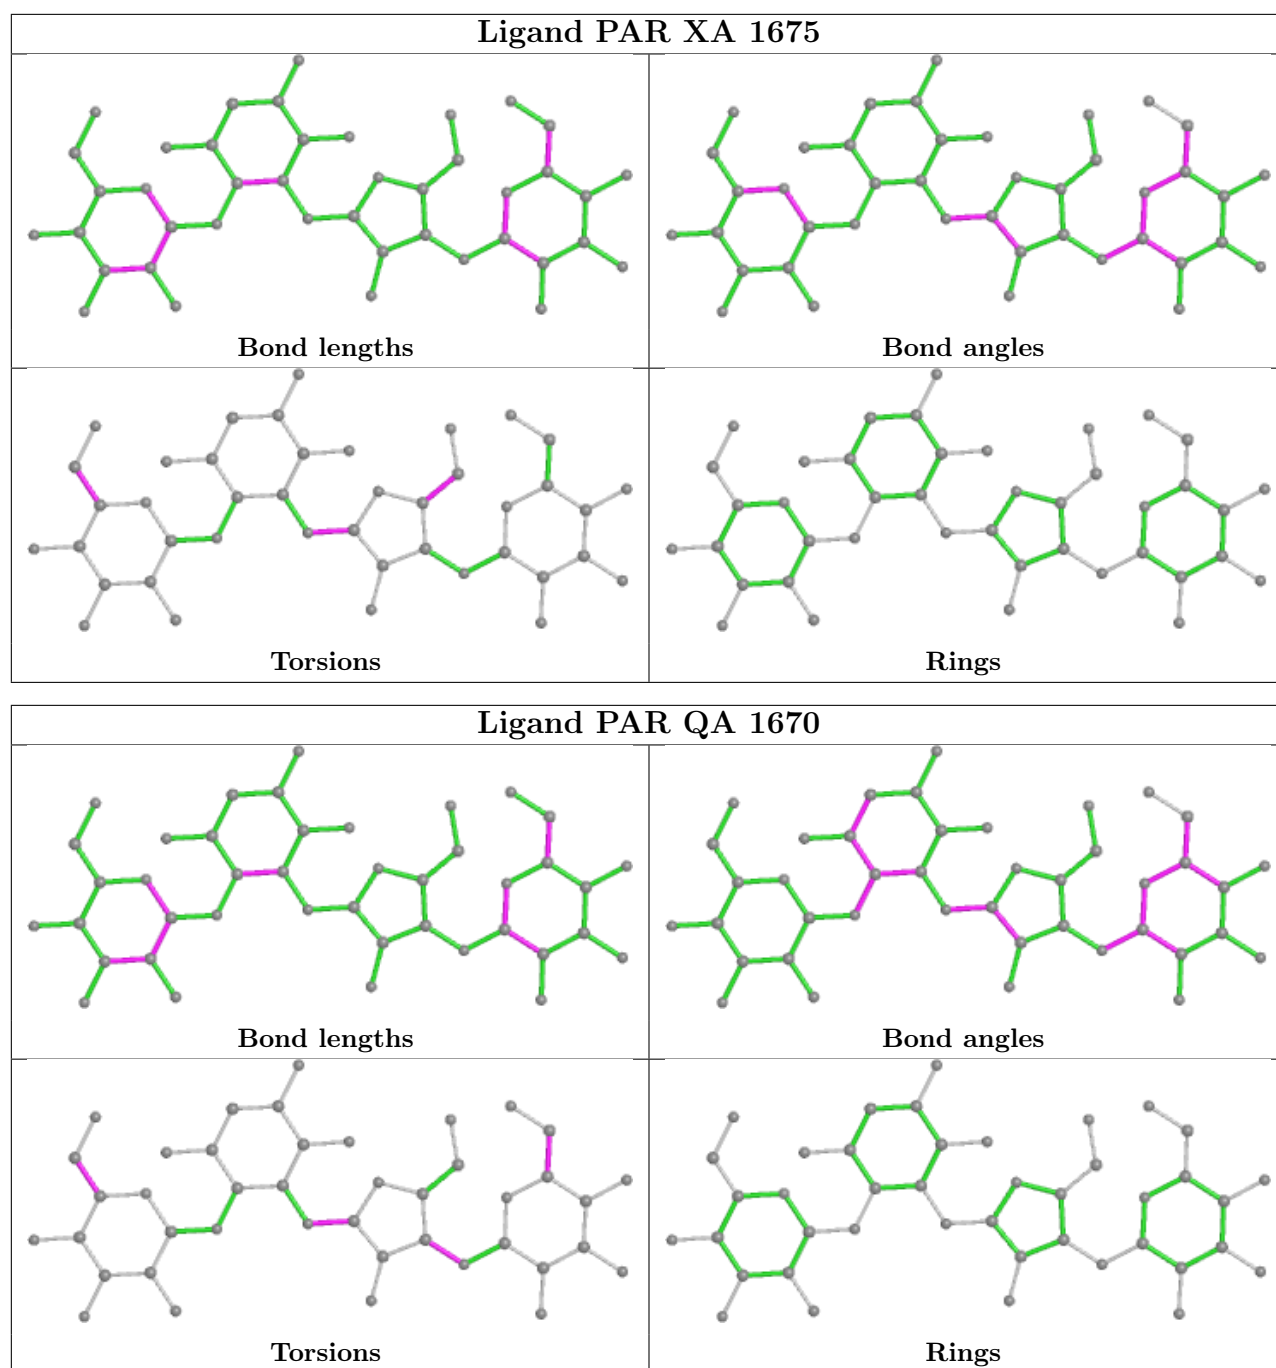 Ligand PAR XA 1675
Bond lengths
Bond angles
Torsions
Rings
Ligand PAR QA 1670
Bond lengths
Bond angles
Torsions
Rings